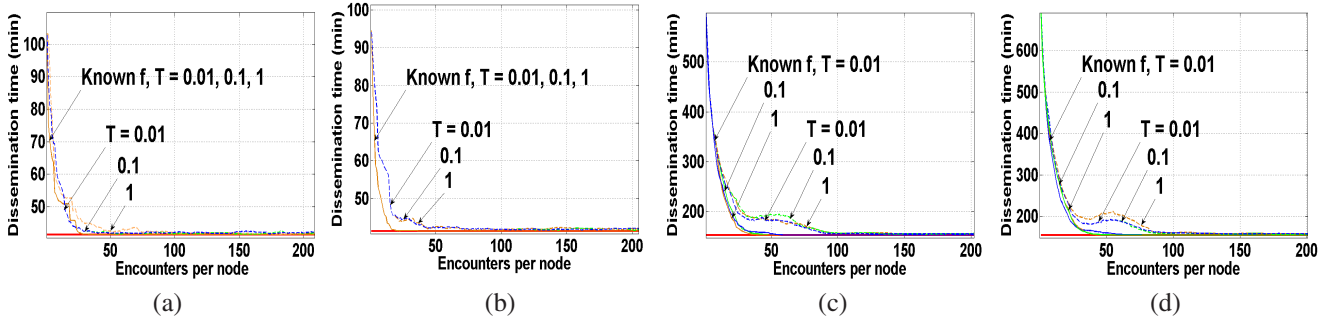 Dissemination time (min)
100
90
80
70
60
50
Known f, T = 0.01, 0.1, 1
T = 0.01
0.1
1
50
100
150
200
Encounters per node
(a)
Dissemination time (min)
90
80
70
60
50
Known f, T = 0.01, 0.1, 1
T = 0.01
0.1
1
50
100
150
200
Encounters per node
(b)
Dissemination time (min)
500
400
300
200
Known f, T = 0.01
0.1
1
T = 0.01
0.1
1
0
50
100
150
200
Encounters per node
(c)
Dissemination time (min)
600
500
400
300
200
Known f, T = 0.01
0.1
1
T = 0.01
0.1
1
0
50
100
150
200
Encounters per node
(d)